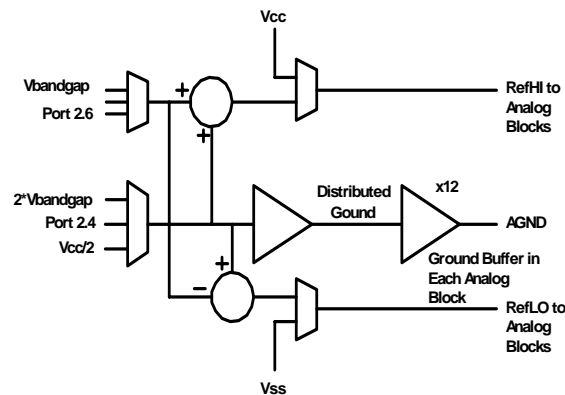 Vcc
Vbandgap
+
RefHI to
Analog
Blocks
Port 2.6
+
x12
2*Vbandgap
Distributed
Gound
Port 2.4
AGND
Vcc/2
Ground Buffer in
Each Analog
Block
+
–
RefLO to
Analog
Blocks
Vss